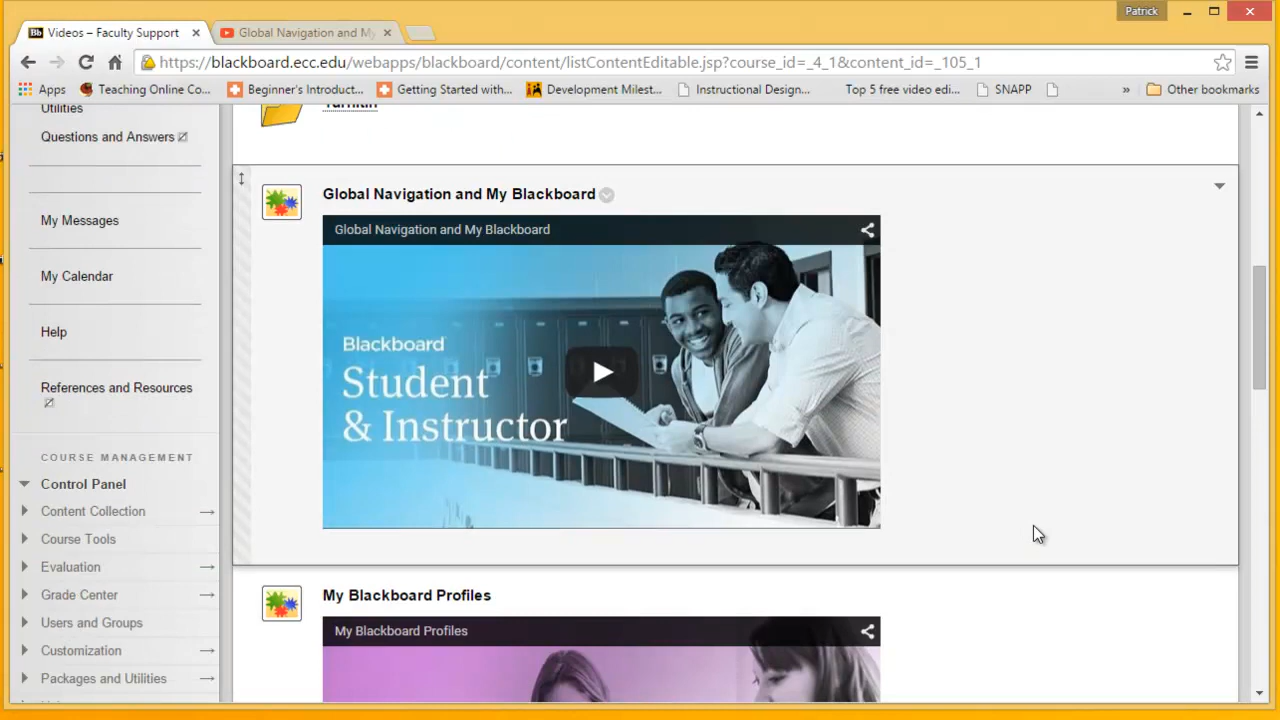 Patrick
Videos – Faculty Support
Global Navigation and My
https://blackboard.ecc.edu/webapps/blackboard/content/listContentEditable.jsp?course_id=_4_1&content_id=_105_1
Apps
Teaching Online Co...
Beginner's Introduct...
Getting Started with...
Development Milest...
Instructional Design...
Top 5 free video edi...
SNAPP
»
Other bookmarks
Utilities
Questions and Answers
My Messages
My Calendar
Help
References and Resources
COURSE MANAGEMENT
Control Panel
Content Collection
Course Tools
Evaluation
Grade Center
Users and Groups
Customization
Packages and Utilities
Turnitin
Global Navigation and My Blackboard
Global Navigation and My Blackboard
Blackboard
Student
& Instructor
My Blackboard Profiles
My Blackboard Profiles